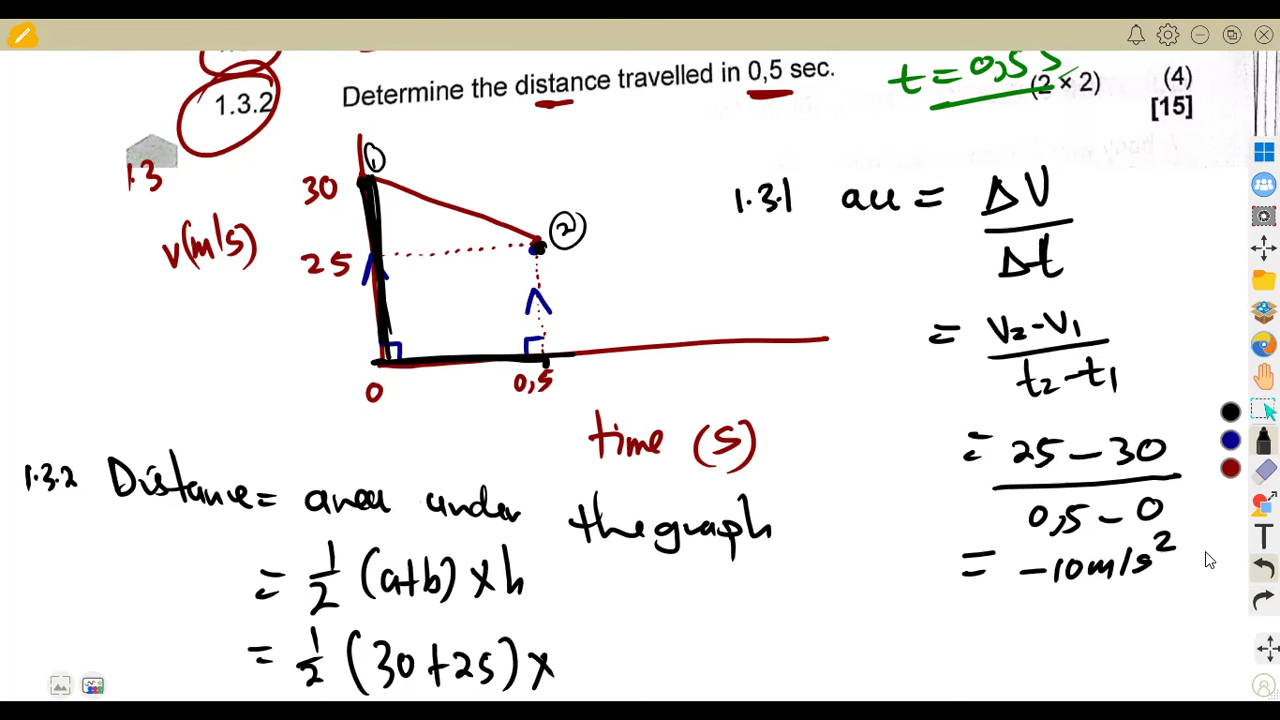 1.3.2 Determine the distance travelled in 0,5 sec. (2 × 2) (4)
t = 0,5 s
[15]
1.3
①
30
②
v(m/s)
25
0
0,5
time (s)
1.3.1 acc = ΔV
Δt
= V2 - V1
t2 - t1
= 25 - 30
0,5 - 0
= -10m/s²
1.3.2 Distance = area under the graph
= 1/2 (a+b) × h
= 1/2 (30+25) ×
T